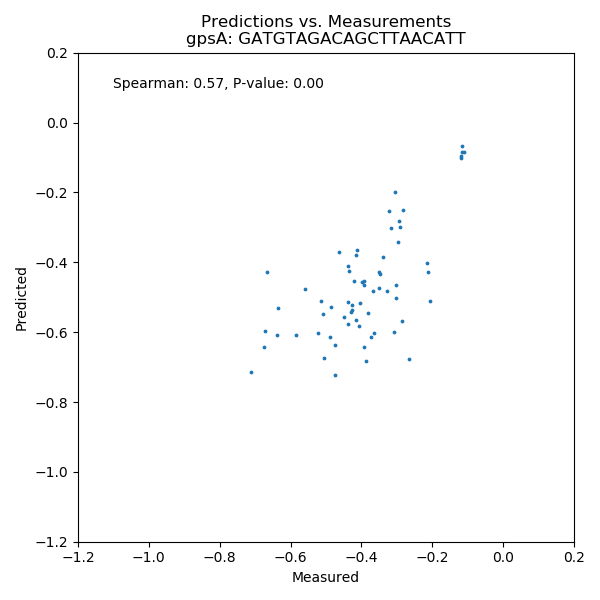 Predictions vs. Measurements
gpsA: GATGTAGACAGCTTAACATT
Spearman: 0.57, P-value: 0.00
0.2
0.0
−0.2
−0.4
−0.6
−0.8
−1.0
−1.2
Predicted
−1.2 −1.0 −0.8 −0.6 −0.4 −0.2 0.0 0.2
Measured